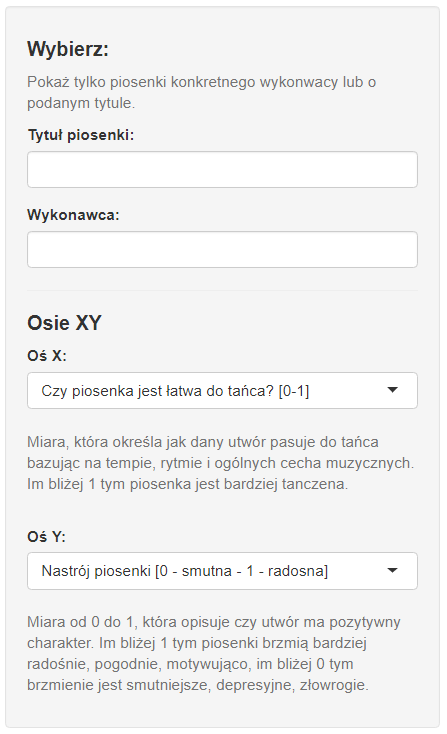 Wybierz:
Pokaż tylko piosenki konkretnego wykonwacy lub o
podanym tytule.
Tytuł piosenki:
Wykonawca:
Osie XY
Oś X:
Czy piosenka jest łatwa do tańca? [0-1]
Miara, która określa jak dany utwór pasuje do tańca
bazując na tempie, rytmie i ogólnych cecha muzycznych.
Im bliżej 1 tym piosenka jest bardziej tanczena.
Oś Y:
Nastrój piosenki [0 - smutna - 1 - radosna]
Miara od 0 do 1, która opisuje czy utwór ma pozytywny
charakter. Im bliżej 1 tym piosenki brzmią bardziej
radośnie, pogodnie, motywująco, im bliżej 0 tym
brzmienie jest smutniejsze, depresyjne, złowrogie.